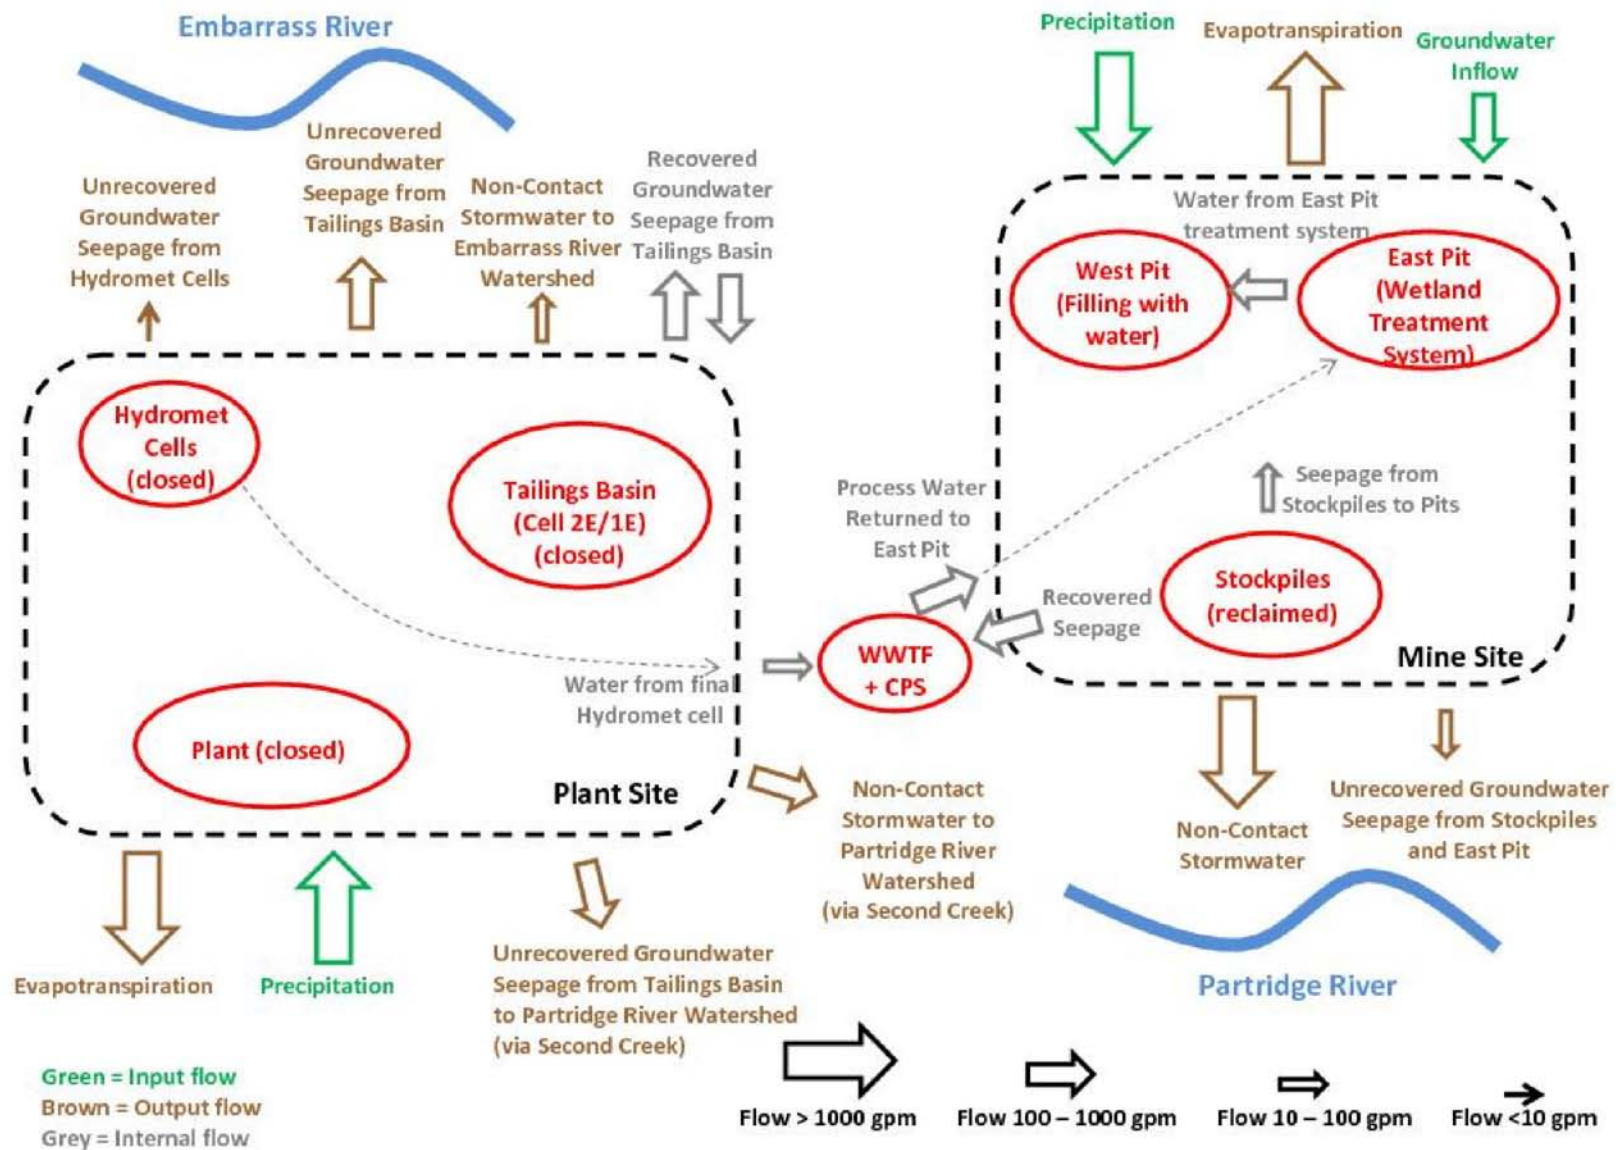 Embarrass River
Unrecovered
Groundwater
Seepage from
Hydromet Cells
Unrecovered
Groundwater
Seepage from
Tailings Basin
Non-Contact
Stormwater to
Embarrass River
Watershed
Recovered
Groundwater
Seepage from
Tailings Basin
Precipitation
Evapotranspiration
Groundwater
Inflow
Water from East Pit
treatment system
West Pit
(Filling with
water)
East Pit
(Wetland
Treatment
System)
Hydromet
Cells
(closed)
Tailings Basin
(Cell 2E/1E)
(closed)
Process Water
Returned to
East Pit
Seepage from
Stockpiles to Pits
Stockpiles
(reclaimed)
Recovered
Seepage
WWTF
+ CPS
Mine Site
Water from final
Hydromet cell
Plant (closed)
Plant Site
Non-Contact
Stormwater to
Partridge River
Watershed
(via Second Creek)
Non-Contact
Stormwater
Unrecovered Groundwater
Seepage from Stockpiles
and East Pit
Evapotranspiration
Precipitation
Unrecovered Groundwater
Seepage from Tailings Basin
to Partridge River Watershed
(via Second Creek)
Partridge River
Green = Input flow
Brown = Output flow
Grey = Internal flow
Flow > 1000 gpm
Flow 100 – 1000 gpm
Flow 10 – 100 gpm
Flow <10 gpm